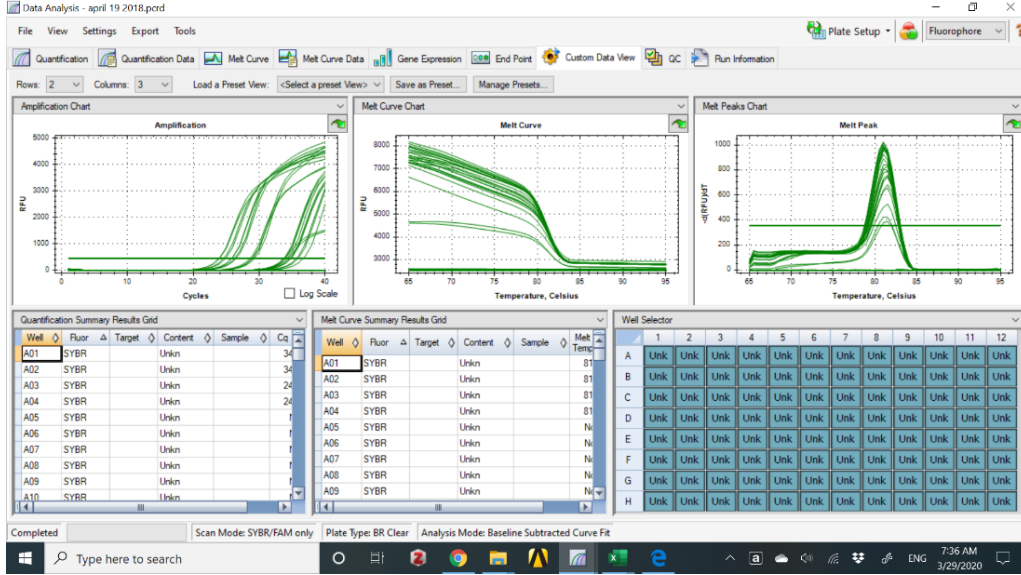 Data Analysis - april 19 2018.pcrd
File View Settings Export Tools
Plate Setup Fluorophore
Quantification Quantification Data Melt Curve Melt Curve Data Gene Expression End Point Custom Data View QC Run Information
Rows: 2 Columns: 3 Load a Preset View: <Select a preset View> Save as Preset... Manage Presets...
Amplification Chart
Amplification
5000
4000
3000
2000
1000
0
RFU
0 10 20 30 40
Cycles
Log Scale
Melt Curve Chart
Melt Curve
8000
7000
6000
5000
4000
3000
RFU
65 70 75 80 85 90 95
Temperature, Celsius
Melt Peaks Chart
Melt Peak
1000
800
600
400
200
0
-d(RFU)/dT
65 70 75 80 85 90 95
Temperature, Celsius
Quantification Summary Results Grid
Well Fluor Target Content Sample Cq
A01 SYBR Unkn 34
A02 SYBR Unkn 34
A03 SYBR Unkn 24
A04 SYBR Unkn 24
A05 SYBR Unkn
A06 SYBR Unkn
A07 SYBR Unkn
A08 SYBR Unkn
A09 SYBR Unkn
A10 SYBR Unkn
Melt Curve Summary Results Grid
Well Fluor Target Content Sample Melt Temp
A01 SYBR Unkn 81
A02 SYBR Unkn 81
A03 SYBR Unkn 81
A04 SYBR Unkn 81
A05 SYBR Unkn
A06 SYBR Unkn
A07 SYBR Unkn
A08 SYBR Unkn
A09 SYBR Unkn
Well Selector
1 2 3 4 5 6 7 8 9 10 11 12
A Unk Unk Unk Unk Unk Unk Unk Unk Unk Unk Unk Unk
B Unk Unk Unk Unk Unk Unk Unk Unk Unk Unk Unk Unk
C Unk Unk Unk Unk Unk Unk Unk Unk Unk Unk Unk Unk
D Unk Unk Unk Unk Unk Unk Unk Unk Unk Unk Unk Unk
E Unk Unk Unk Unk Unk Unk Unk Unk Unk Unk Unk Unk
F Unk Unk Unk Unk Unk Unk Unk Unk Unk Unk Unk Unk
G Unk Unk Unk Unk Unk Unk Unk Unk Unk Unk Unk Unk
H Unk Unk Unk Unk Unk Unk Unk Unk Unk Unk Unk Unk
Completed Scan Mode: SYBR/FAM only Plate Type: BR Clear Analysis Mode: Baseline Subtracted Curve Fit
Type here to search
ENG
7:36 AM
3/29/2020